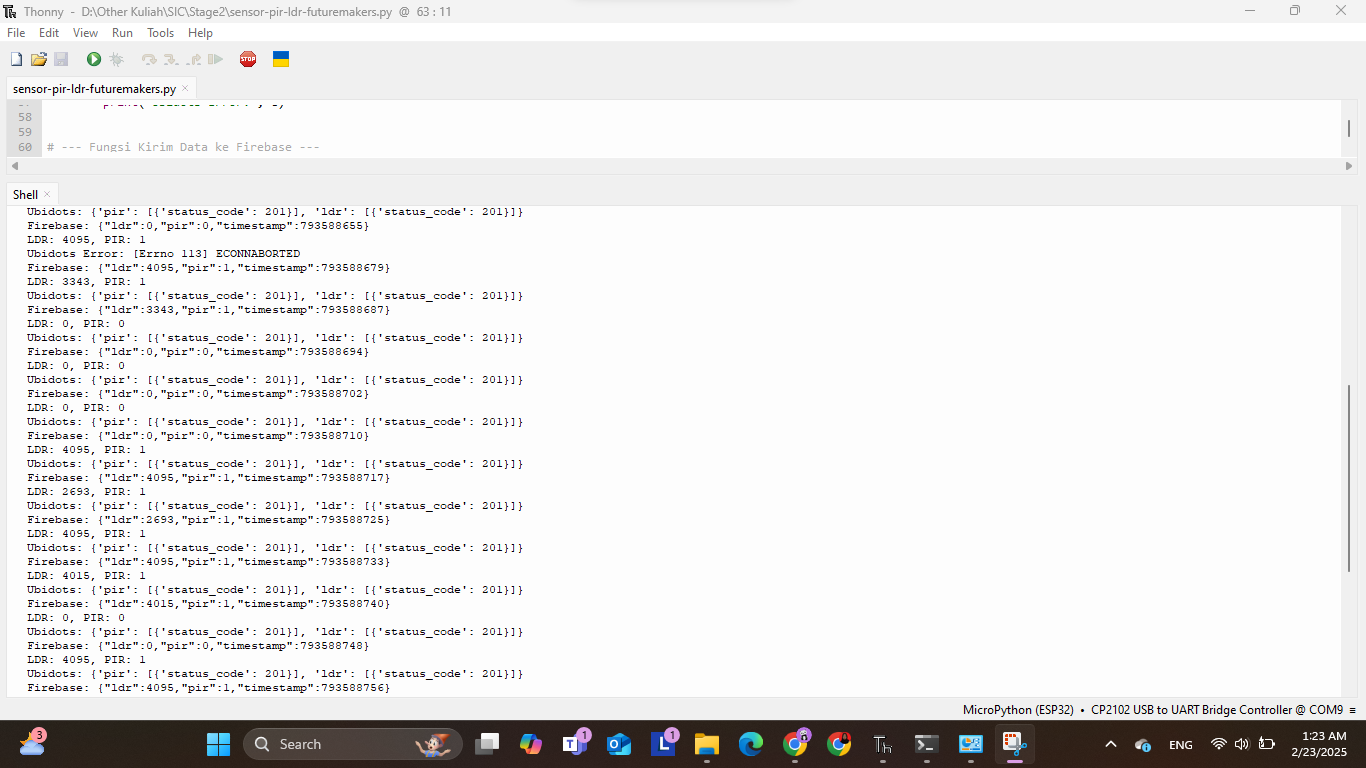 Thonny - D:\Other Kuliah\SIC\Stage2\sensor-pir-ldr-futuremakers.py @ 63 : 11
File Edit View Run Tools Help
STOP
sensor-pir-ldr-futuremakers.py ×
58
59
60 # --- Fungsi Kirim Data ke Firebase ---
Shell ×
Ubidots: {'pir': [{'status_code': 201}], 'ldr': [{'status_code': 201}]}
Firebase: {"ldr":0,"pir":0,"timestamp":793588655}
LDR: 4095, PIR: 1
Ubidots Error: [Errno 113] ECONNABORTED
Firebase: {"ldr":4095,"pir":1,"timestamp":793588679}
LDR: 3343, PIR: 1
Ubidots: {'pir': [{'status_code': 201}], 'ldr': [{'status_code': 201}]}
Firebase: {"ldr":3343,"pir":1,"timestamp":793588687}
LDR: 0, PIR: 0
Ubidots: {'pir': [{'status_code': 201}], 'ldr': [{'status_code': 201}]}
Firebase: {"ldr":0,"pir":0,"timestamp":793588694}
LDR: 0, PIR: 0
Ubidots: {'pir': [{'status_code': 201}], 'ldr': [{'status_code': 201}]}
Firebase: {"ldr":0,"pir":0,"timestamp":793588702}
LDR: 0, PIR: 0
Ubidots: {'pir': [{'status_code': 201}], 'ldr': [{'status_code': 201}]}
Firebase: {"ldr":0,"pir":0,"timestamp":793588710}
LDR: 4095, PIR: 1
Ubidots: {'pir': [{'status_code': 201}], 'ldr': [{'status_code': 201}]}
Firebase: {"ldr":4095,"pir":1,"timestamp":793588717}
LDR: 2693, PIR: 1
Ubidots: {'pir': [{'status_code': 201}], 'ldr': [{'status_code': 201}]}
Firebase: {"ldr":2693,"pir":1,"timestamp":793588725}
LDR: 4095, PIR: 1
Ubidots: {'pir': [{'status_code': 201}], 'ldr': [{'status_code': 201}]}
Firebase: {"ldr":4095,"pir":1,"timestamp":793588733}
LDR: 4015, PIR: 1
Ubidots: {'pir': [{'status_code': 201}], 'ldr': [{'status_code': 201}]}
Firebase: {"ldr":4015,"pir":1,"timestamp":793588740}
LDR: 0, PIR: 0
Ubidots: {'pir': [{'status_code': 201}], 'ldr': [{'status_code': 201}]}
Firebase: {"ldr":0,"pir":0,"timestamp":793588748}
LDR: 4095, PIR: 1
Ubidots: {'pir': [{'status_code': 201}], 'ldr': [{'status_code': 201}]}
Firebase: {"ldr":4095,"pir":1,"timestamp":793588756}
MicroPython (ESP32) • CP2102 USB to UART Bridge Controller @ COM9 ≡
3 Search 1 1 ENG 1:23 AM
2/23/2025